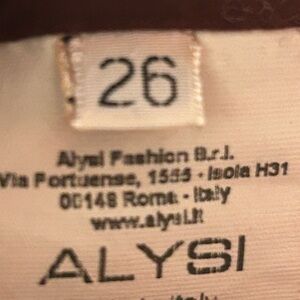 26
Alysi Fashion S.r.l.
Via Portuense, 1555 - Isola H31
00148 Roma - Italy
www.alysi.it
ALYSI